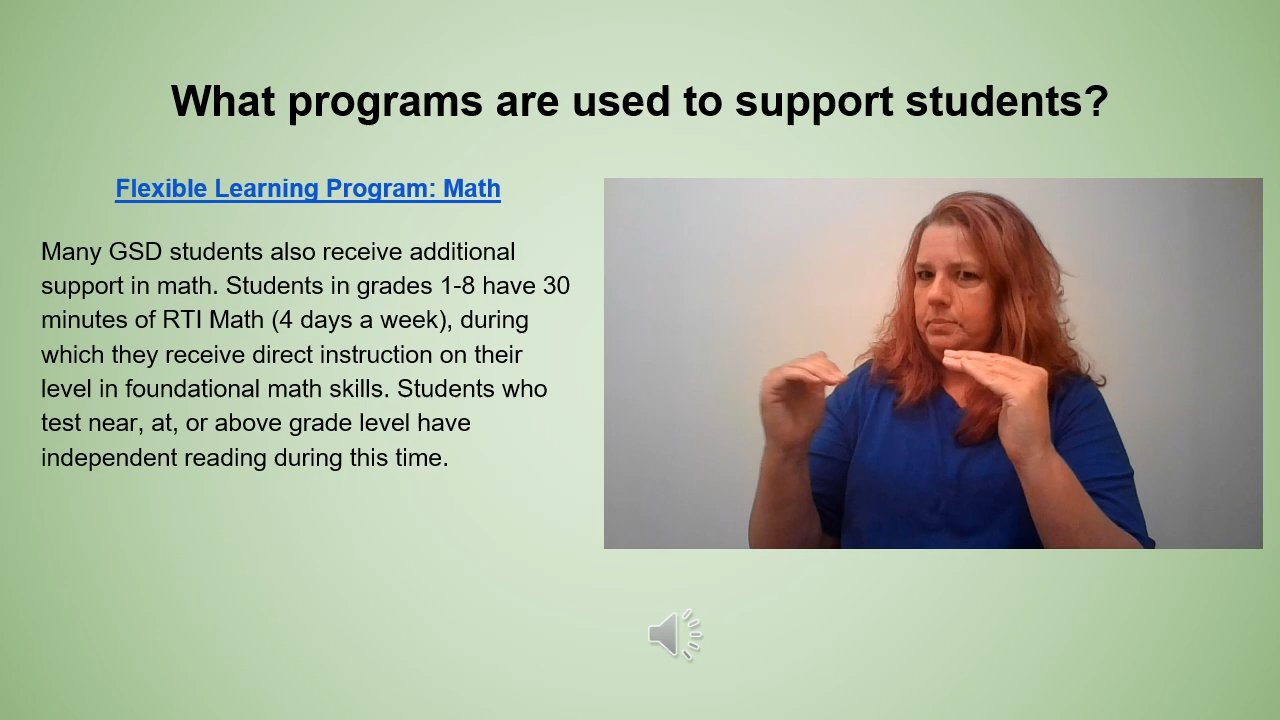 What programs are used to support students?
Flexible Learning Program: Math
Many GSD students also receive additional
support in math. Students in grades 1-8 have 30
minutes of RTI Math (4 days a week), during
which they receive direct instruction on their
level in foundational math skills. Students who
test near, at, or above grade level have
independent reading during this time.